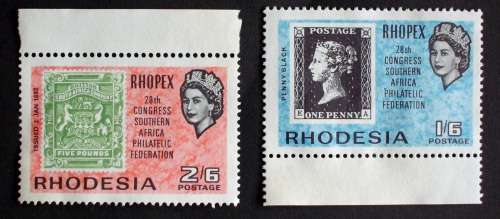 ISSUED 2 JAN 1892
FIVE POUNDS
RHOPEX
28th
CONGRESS
SOUTHERN
AFRICA
PHILATELIC
FEDERATION
RHODESIA
2/6
POSTAGE
PENNY BLACK
POSTAGE
ONE PENNY.
E A
RHOPEX
28th
CONGRESS
SOUTHERN
AFRICA
PHILATELIC
FEDERATION
RHODESIA
1/6
POSTAGE